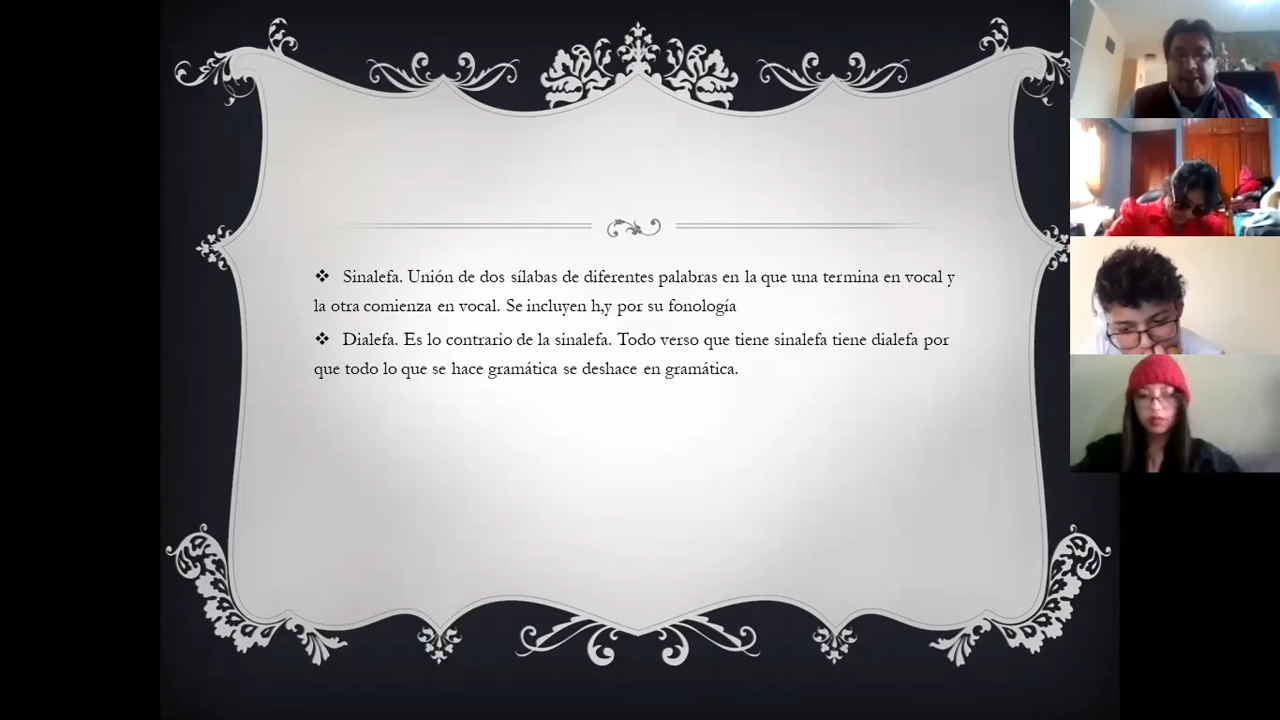 ❖ Sinalefa. Unión de dos sílabas de diferentes palabras en la que una termina en vocal y
la otra comienza en vocal. Se incluyen h,y por su fonología
❖ Dialefa. Es lo contrario de la sinalefa. Todo verso que tiene sinalefa tiene dialefa por
que todo lo que se hace gramática se deshace en gramática.